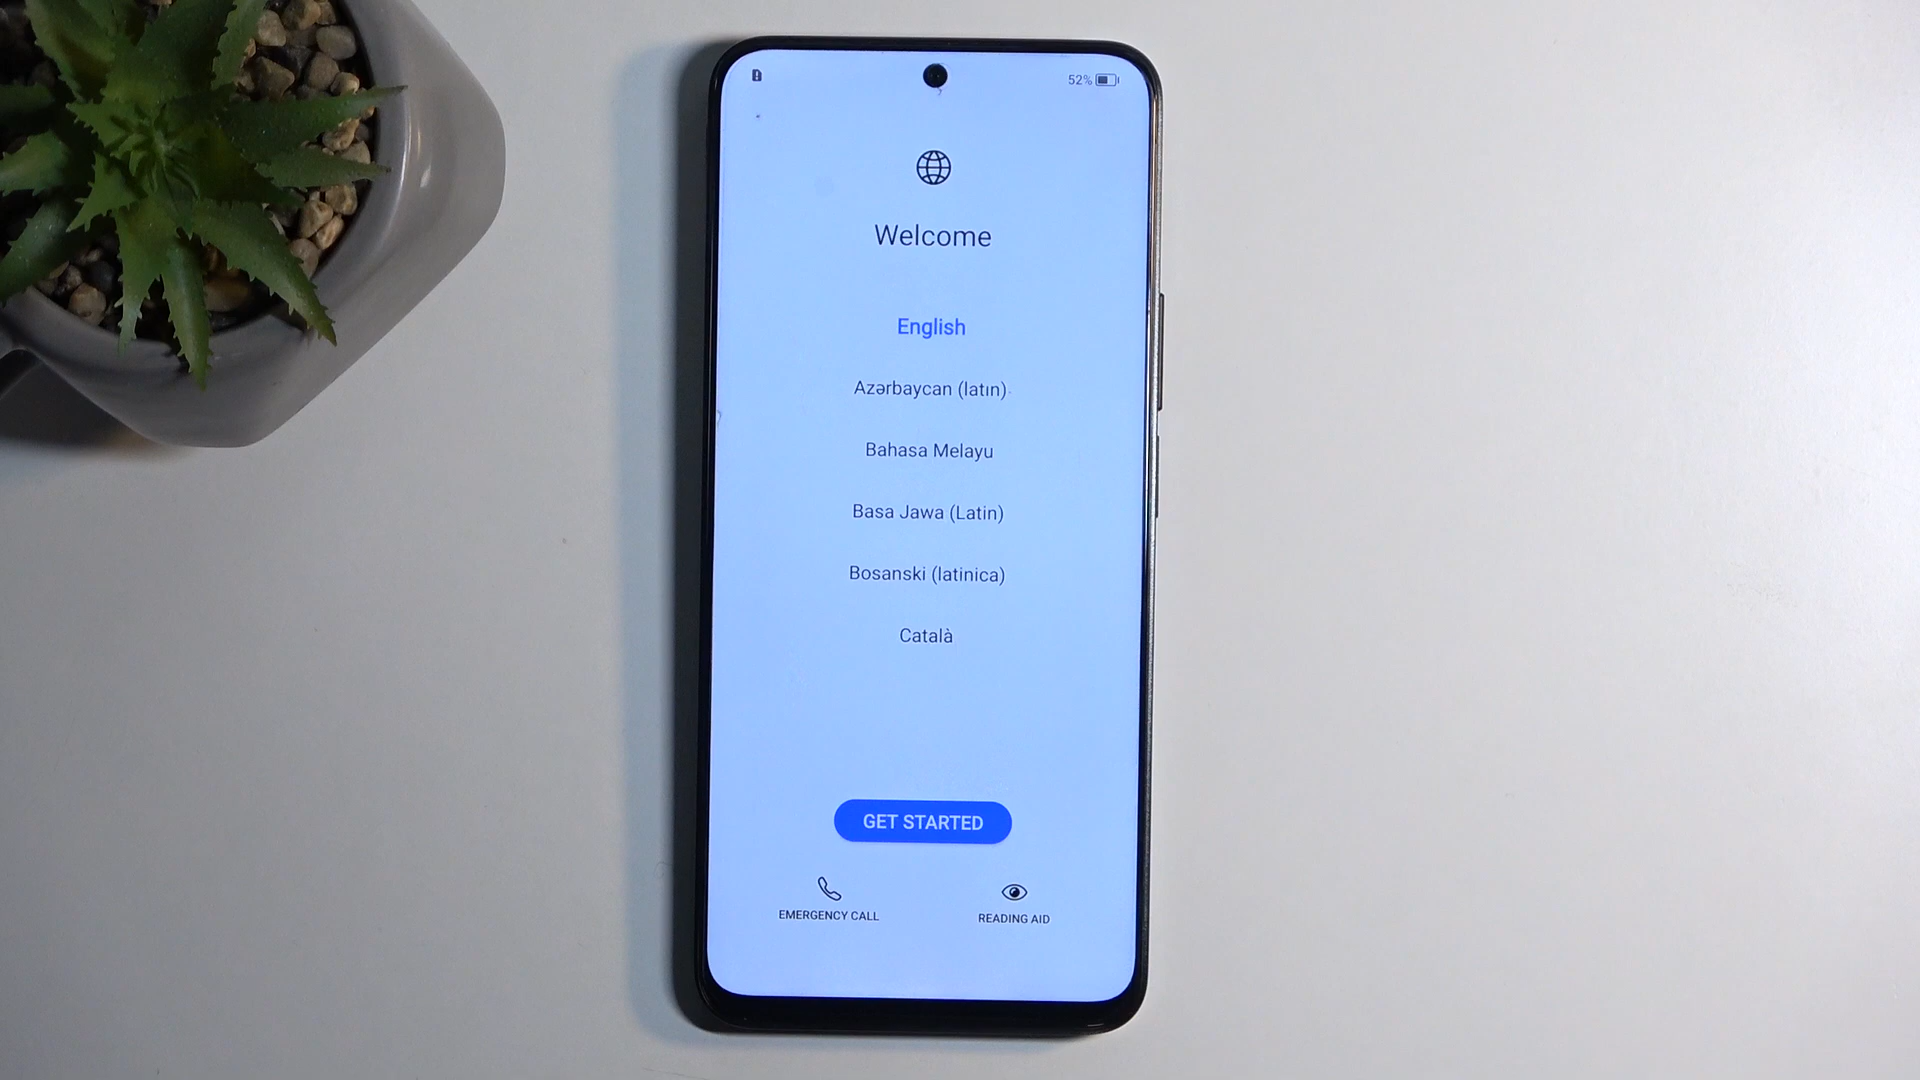 52%
Welcome
English
Azərbaycan (latın)
Bahasa Melayu
Basa Jawa (Latin)
Bosanski (latinica)
Català
GET STARTED
EMERGENCY CALL
READING AID